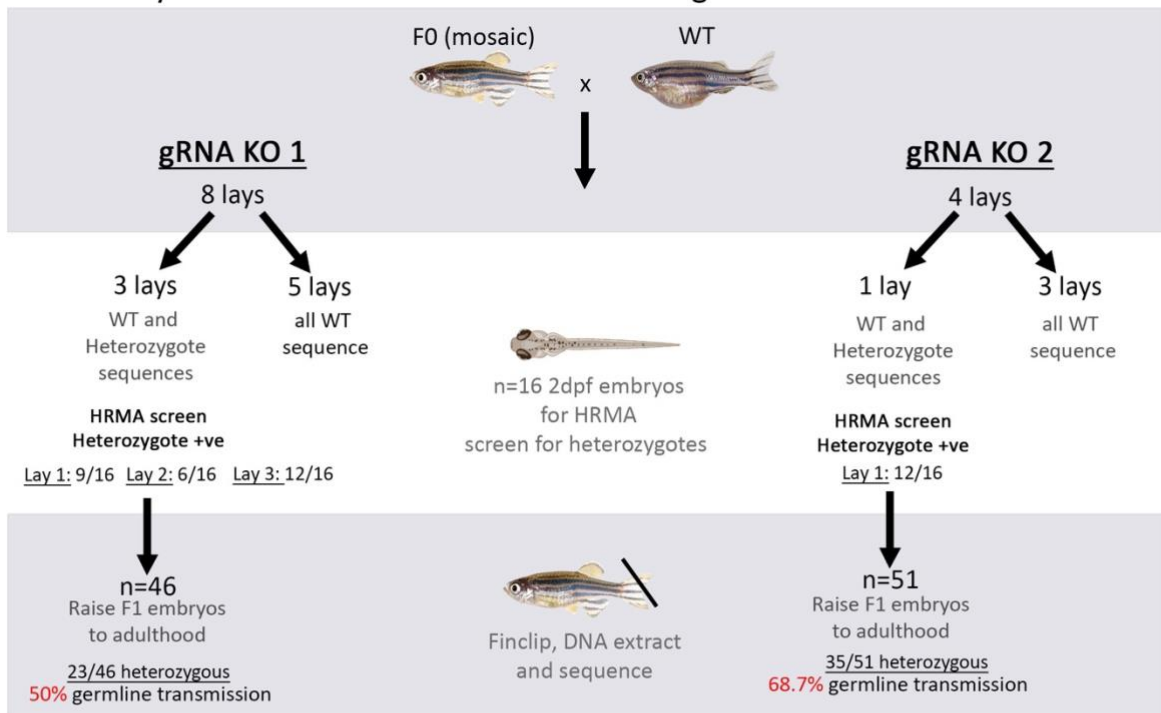 F0 (mosaic)
WT
x
gRNA KO 1
8 lays
gRNA KO 2
4 lays
3 lays
WT and
Heterozygote
sequences
5 lays
all WT
sequence
HRMA screen
Heterozygote +ve
Lay 1: 9/16 Lay 2: 6/16 Lay 3: 12/16
n=16 2dpf embryos
for HRMA
screen for heterozygotes
1 lay
WT and
Heterozygote
sequences
3 lays
all WT
sequence
HRMA screen
Heterozygote +ve
Lay 1: 12/16
n=46
Raise F1 embryos
to adulthood
23/46 heterozygous
50% germline transmission
Finclip, DNA extract
and sequence
n=51
Raise F1 embryos
to adulthood
35/51 heterozygous
68.7% germline transmission